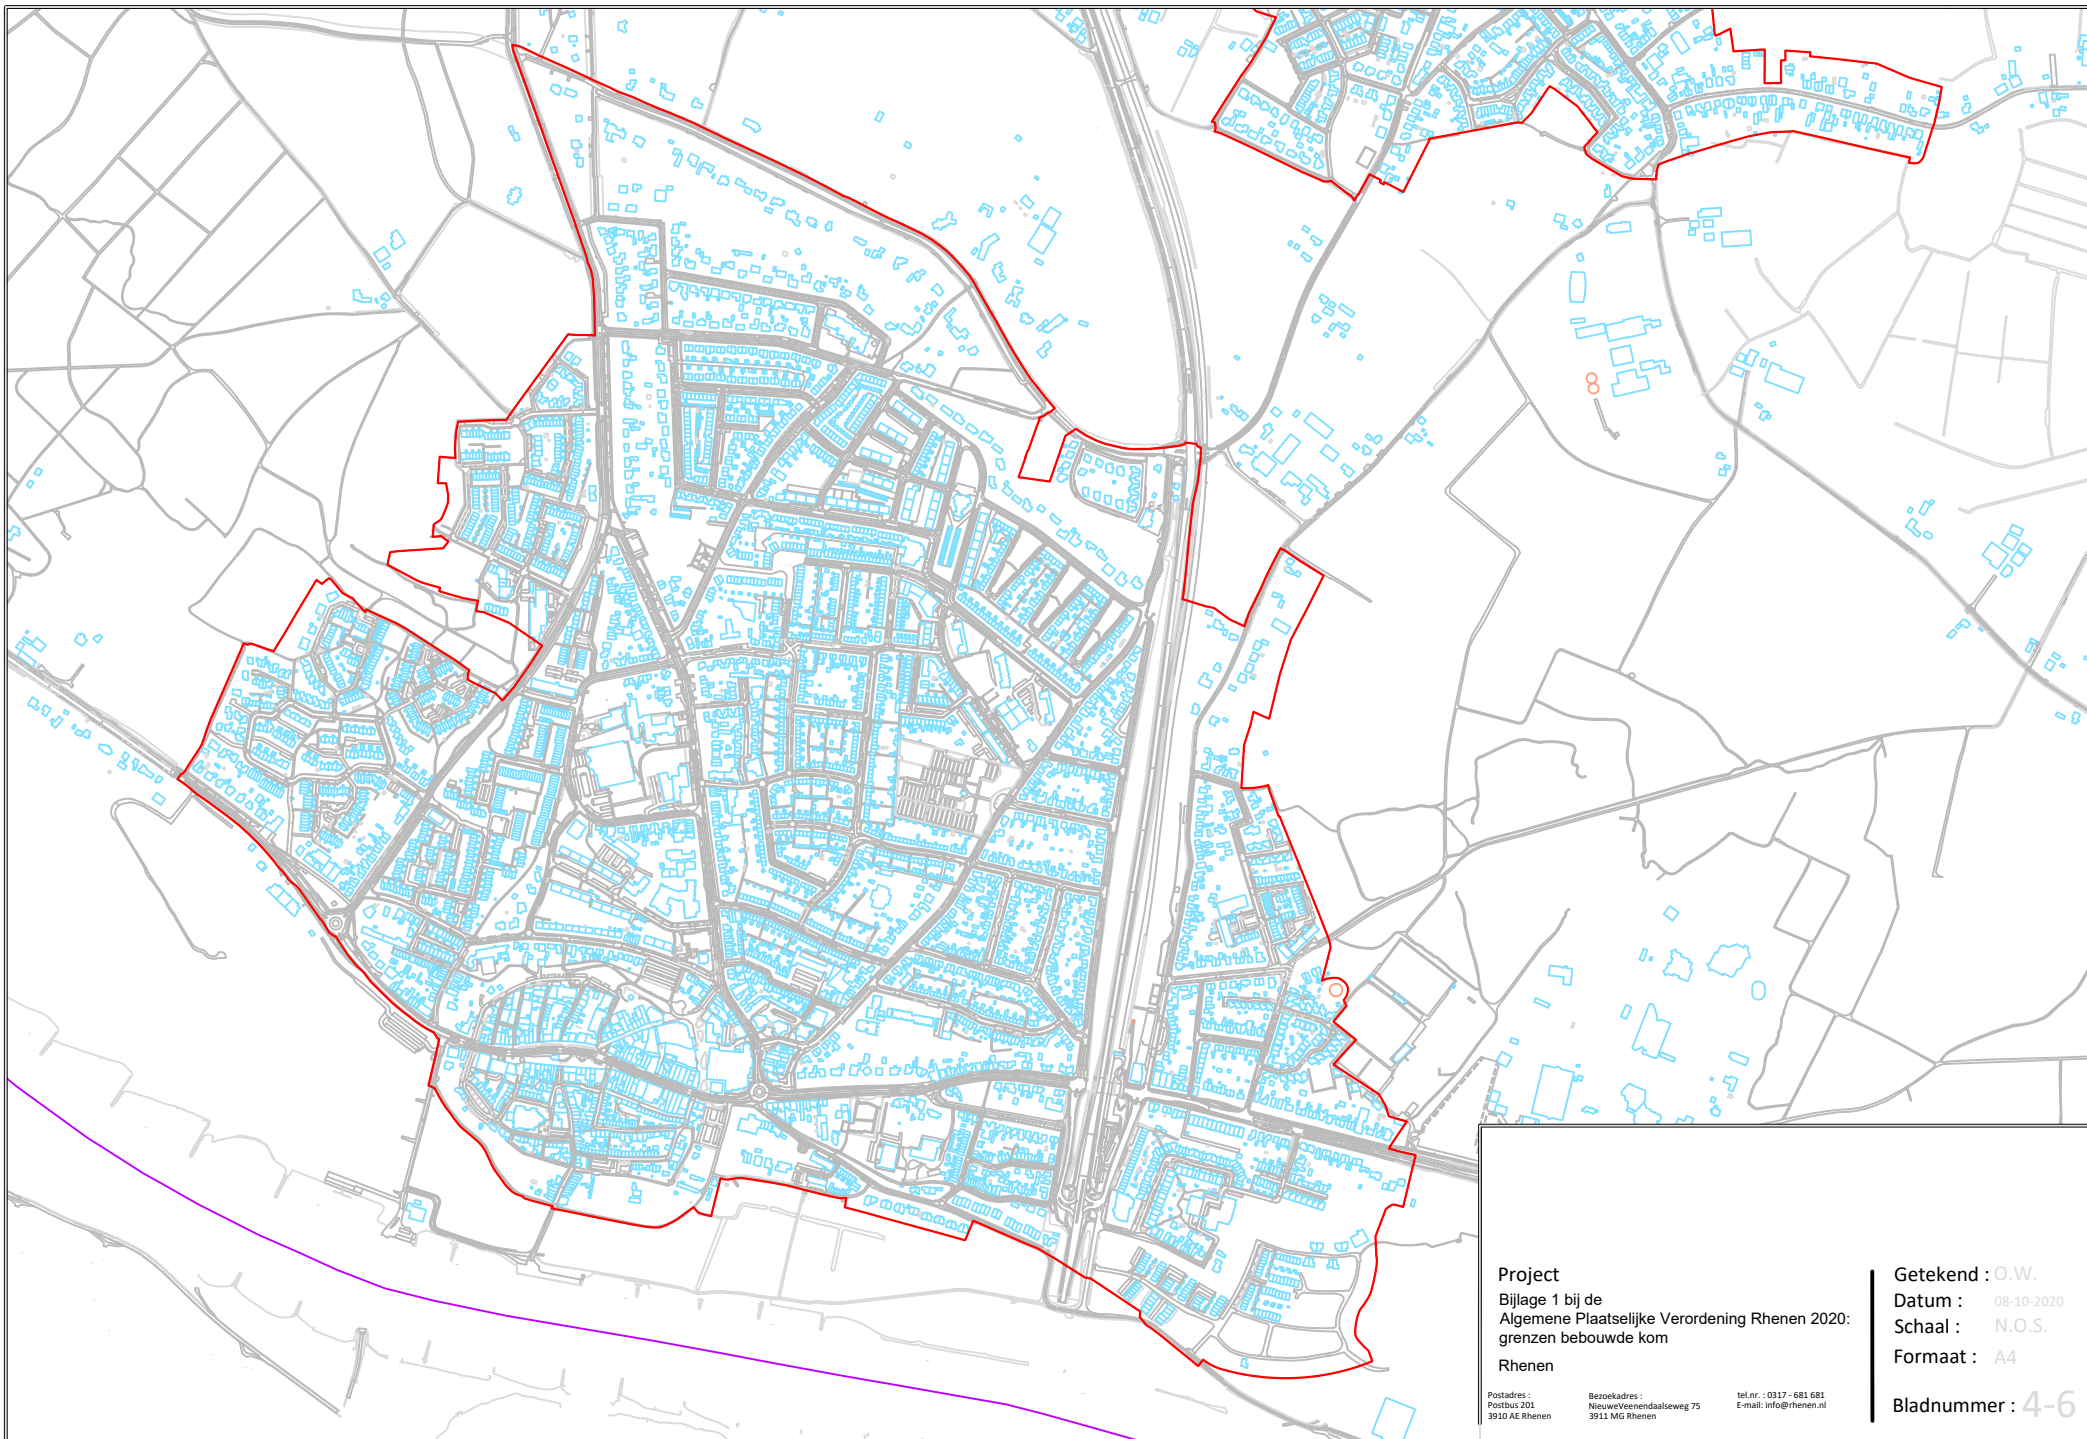 Project
Bijlage 1 bij de
Algemene Plaatselijke Verordening Rhenen 2020:
grenzen bebouwde kom
Rhenen
Postadres :
Postbus 201
3910 AE Rhenen
Bezoekadres :
NieuweVeenendaalseweg 75
3911 MG Rhenen
tel.nr. : 0317 - 681 681
E-mail: info@rhenen.nl
Getekend : O.W.
Datum : 08-10-2020
Schaal : N.O.S.
Formaat : A4
Bladnummer : 4-6